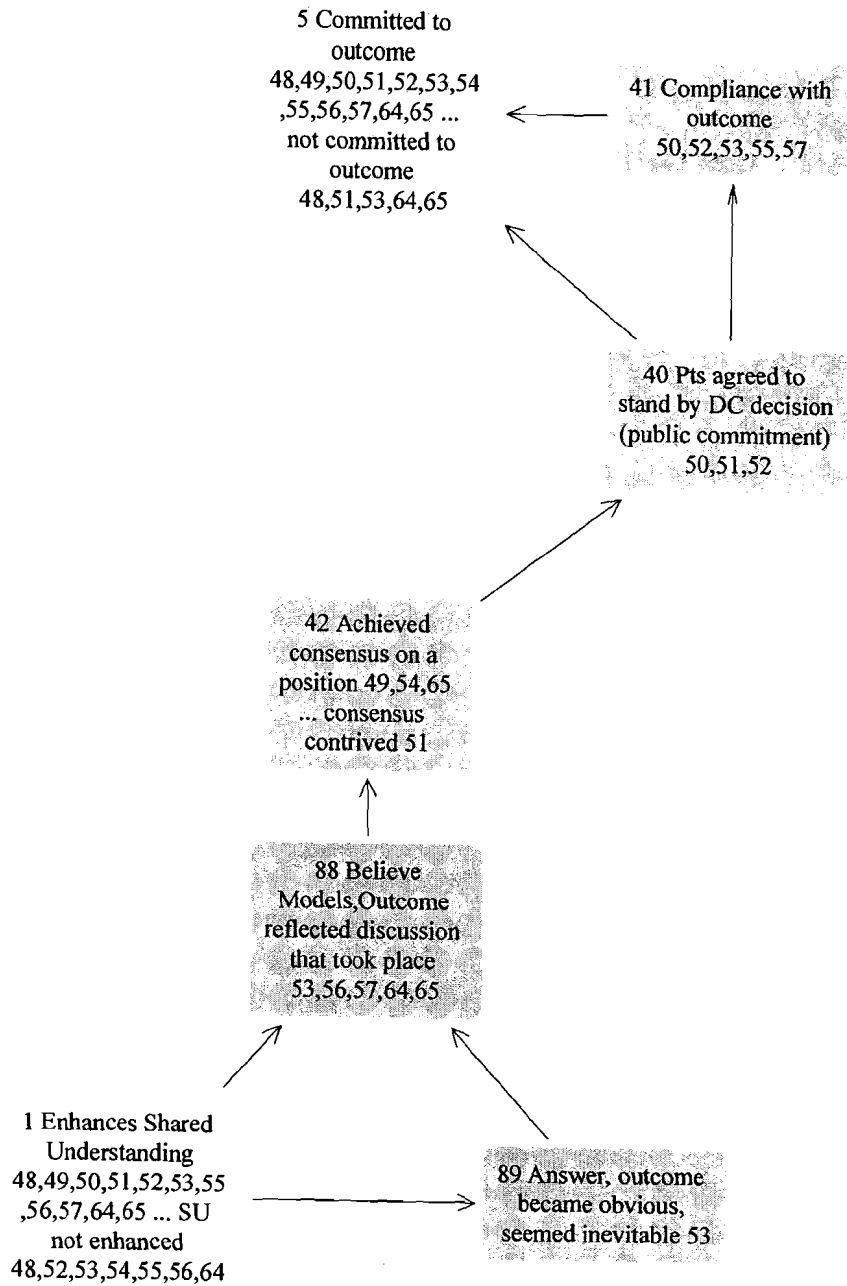 5 Committed to
outcome
48,49,50,51,52,53,54
,55,56,57,64,65 ...
not committed to
outcome
48,51,53,64,65
41 Compliance with
outcome
50,52,53,55,57
40 Pts agreed to
stand by DC decision
(public commitment)
50,51,52
42 Achieved
consensus on a
position 49,54,65
... consensus
contrived 51
88 Believe
Models,Outcome
reflected discussion
that took place
53,56,57,64,65
1 Enhances Shared
Understanding
48,49,50,51,52,53,55
,56,57,64,65 ... SU
not enhanced
48,52,53,54,55,56,64
89 Answer, outcome
became obvious,
seemed inevitable 53